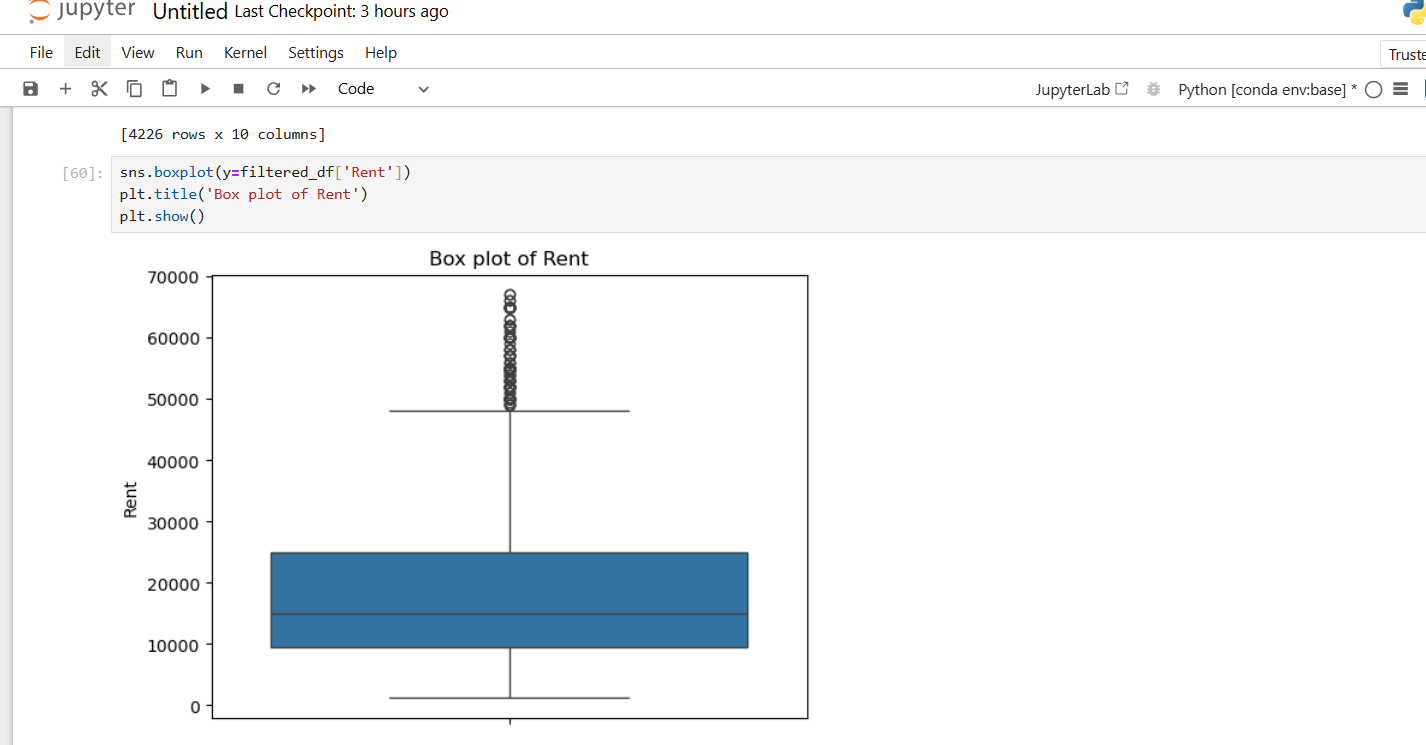 jupyter Untitled Last Checkpoint: 3 hours ago
File Edit View Run Kernel Settings Help
Code JupyterLab Python [conda env:base] *
[4226 rows x 10 columns]
[60]: sns.boxplot(y=filtered_df['Rent'])
plt.title('Box plot of Rent')
plt.show()
Box plot of Rent
70000
60000
50000
40000
30000
20000
10000
0
Rent